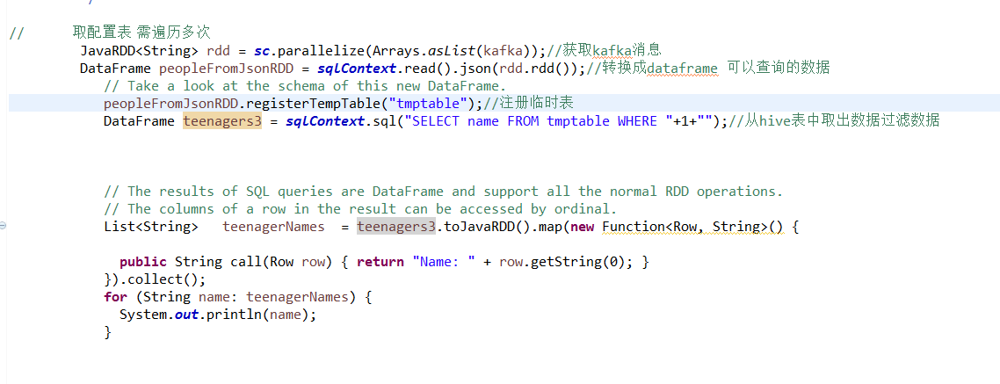 /
// 取配置表 需遍历多次
JavaRDD<String> rdd = sc.parallelize(Arrays.asList(kafka));//获取kafka消息
DataFrame peopleFromJsonRDD = sqlContext.read().json(rdd.rdd());//转换成dataframe 可以查询的数据
// Take a look at the schema of this new DataFrame.
peopleFromJsonRDD.registerTempTable("tmptable");//注册临时表
DataFrame teenagers3 = sqlContext.sql("SELECT name FROM tmptable WHERE "+1+"");//从hive表中取出数据过滤数据
// The results of SQL queries are DataFrame and support all the normal RDD operations.
// The columns of a row in the result can be accessed by ordinal.
List<String> teenagerNames = teenagers3.toJavaRDD().map(new Function<Row, String>() {
public String call(Row row) { return "Name: " + row.getString(0); }
}).collect();
for (String name: teenagerNames) {
System.out.println(name);
}